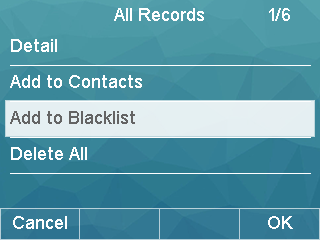 All Records 1/6
Detail
Add to Contacts
Add to Blacklist
Delete All
Cancel OK